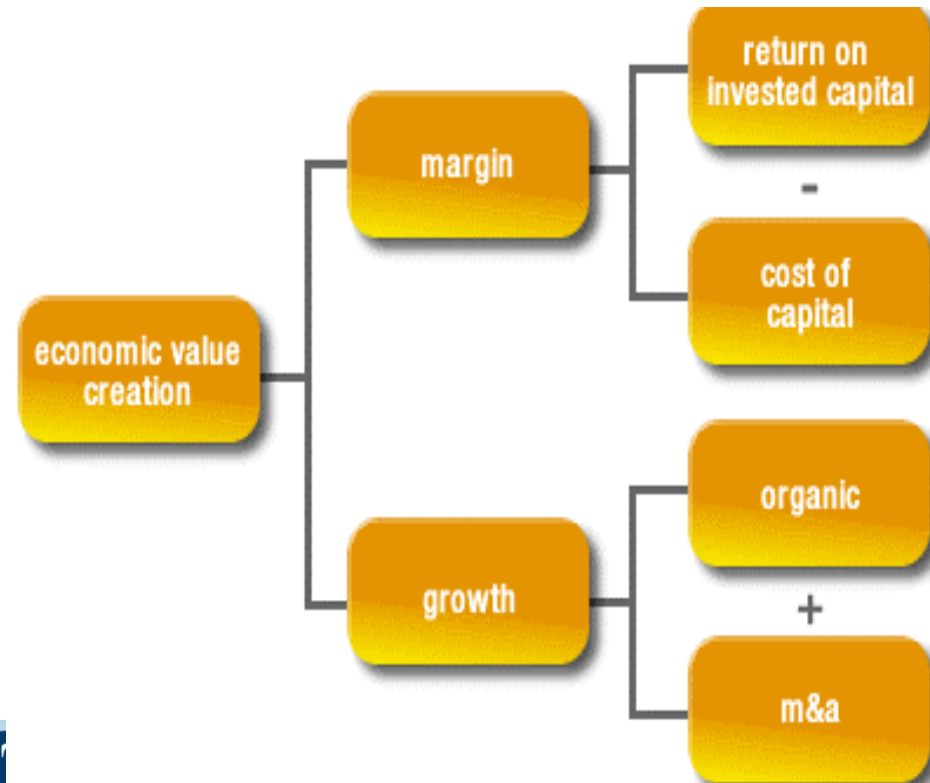 return on
invested capital
margin
-
cost of
capital
economic value
creation
organic
growth
+
m&a